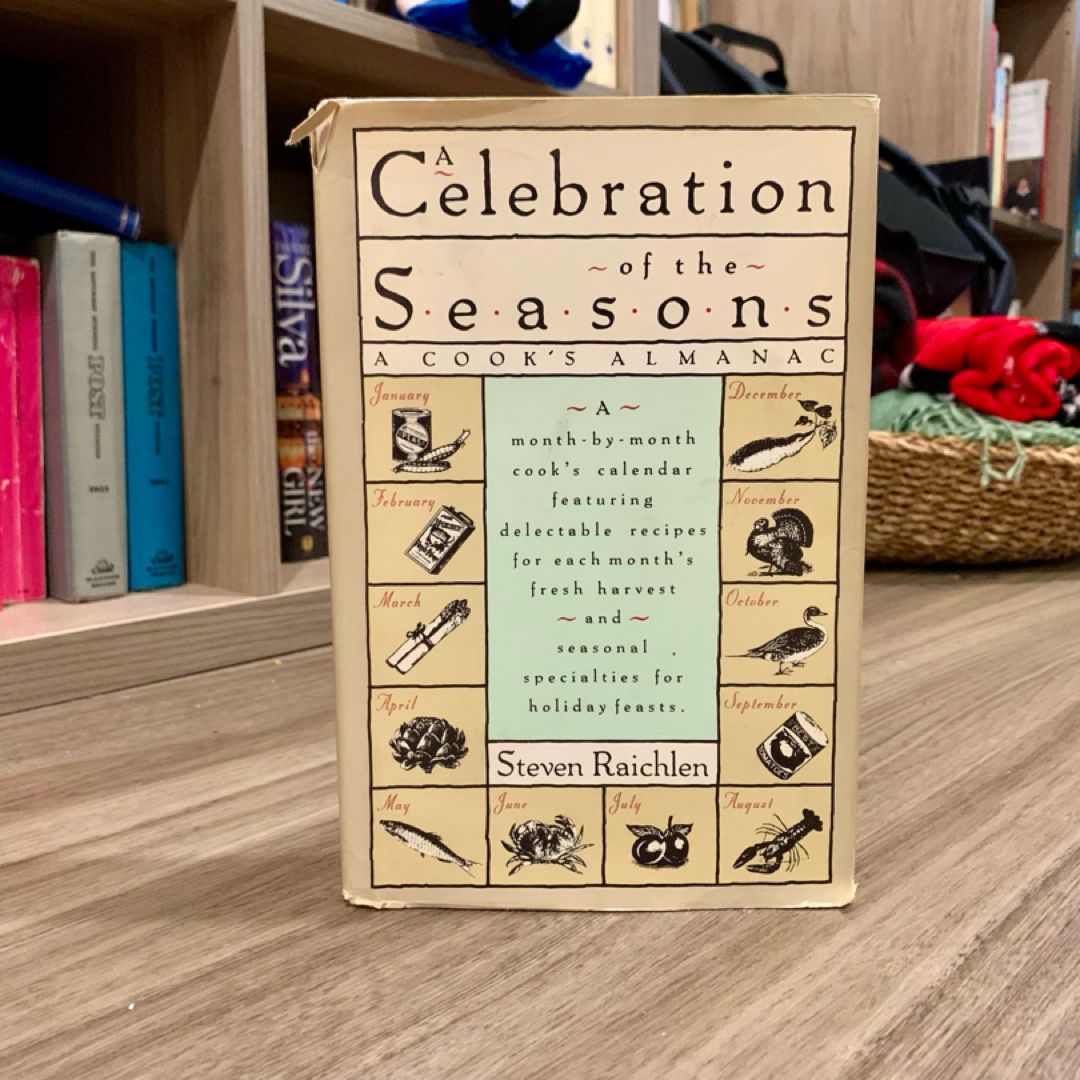 A
Celebration
~of the~
S·e·a·s·o·n·s
A COOK'S ALMANAC
January
February
March
April
May
June
July
August
September
October
November
December
~A~
month-by-month
cook's calendar
featuring
delectable recipes
for each month's
fresh harvest
~and~
seasonal
specialties for
holiday feasts.
Steven Raichlen
POST
POST
Silva
THE NEW
GIRL